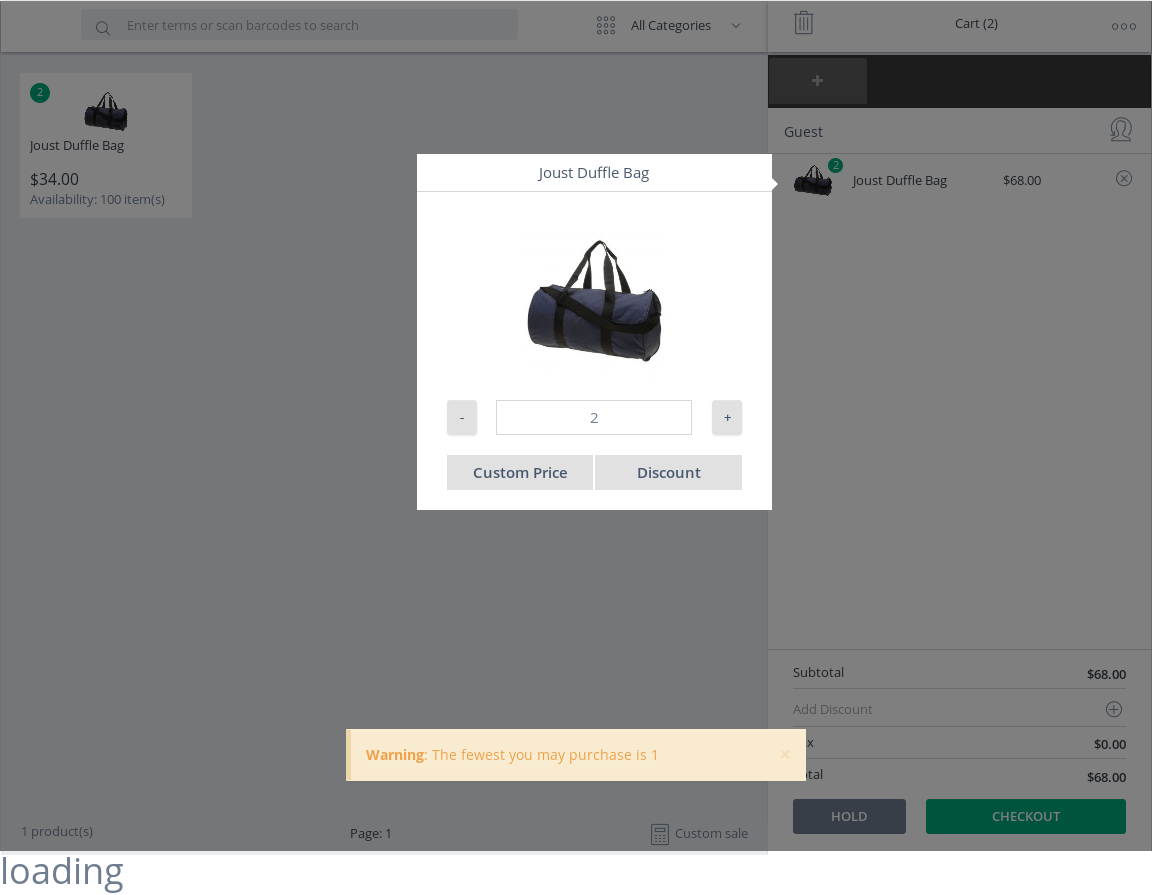 Enter terms or scan barcodes to search
All Categories
Cart (2)
2
Joust Duffle Bag
$34.00
Availability: 100 item(s)
+
Guest
2
Joust Duffle Bag
$68.00
Joust Duffle Bag
-
2
+
Custom Price
Discount
Subtotal
$68.00
Add Discount
x
$0.00
otal
$68.00
Warning: The fewest you may purchase is 1
×
HOLD
CHECKOUT
1 product(s)
Page: 1
Custom sale
loading